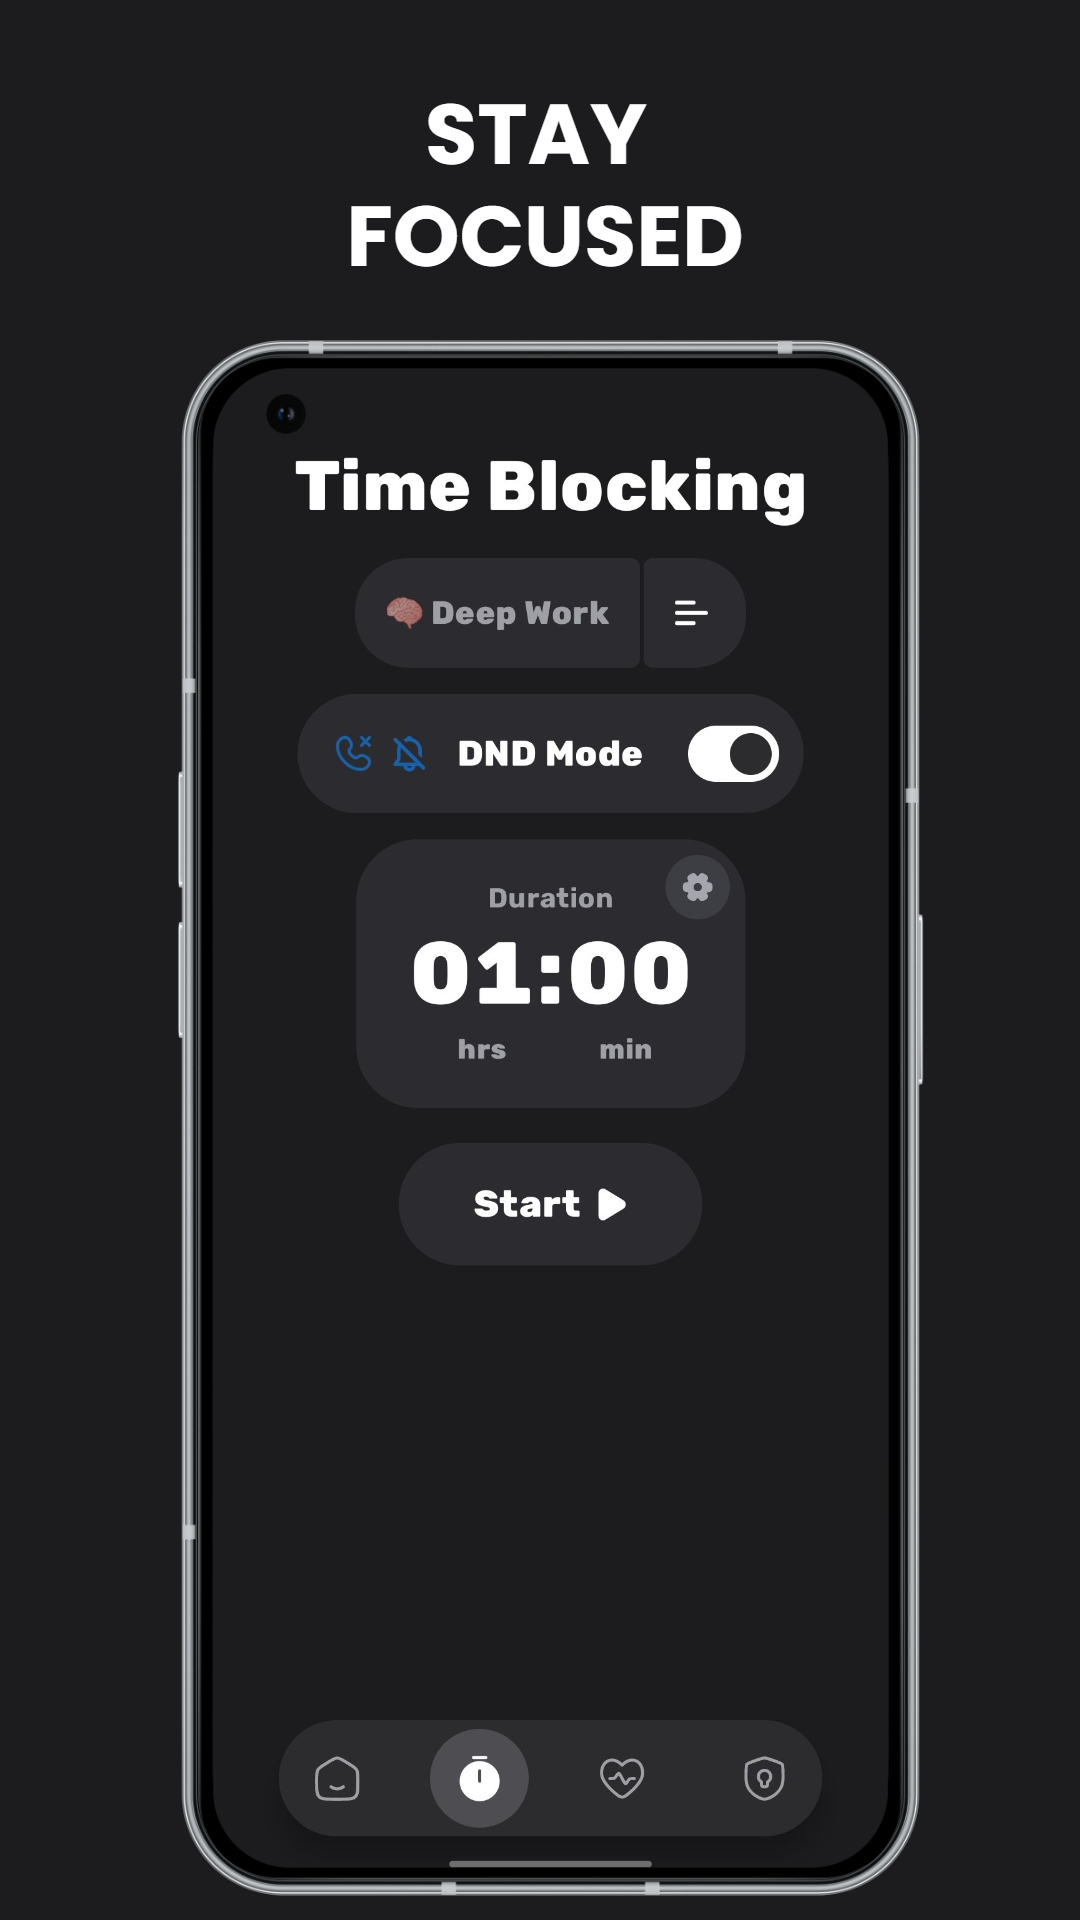 STAY
FOCUSED
Time Blocking
🧠 Deep Work
DND Mode
Duration
01:00
hrs min
Start